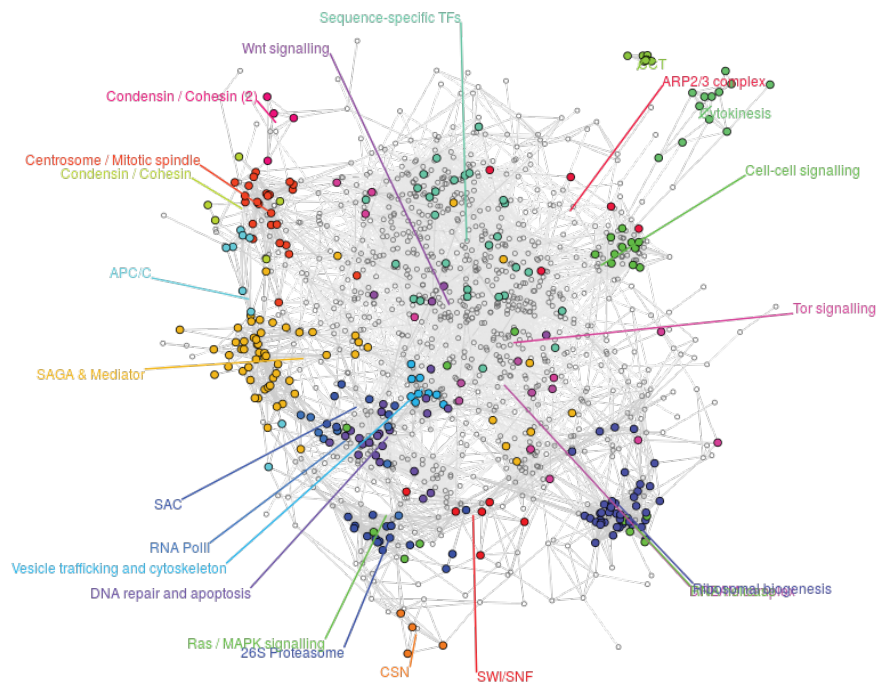 Sequence-specific TFs
Wnt signalling
CCT
ARP2/3 complex
Condensin / Cohesin (2)
Cytokinesis
Centrosome / Mitotic spindle
Condensin / Cohesin
Cell-cell signalling
APC/C
Tor signalling
SAGA & Mediator
SAC
RNA PolII
Vesicle trafficking and cytoskeleton
DNA repair and apoptosis
Ribosomal biogenesis
Ras / MAPK signalling
26S Proteasome
CSN
SWI/SNF